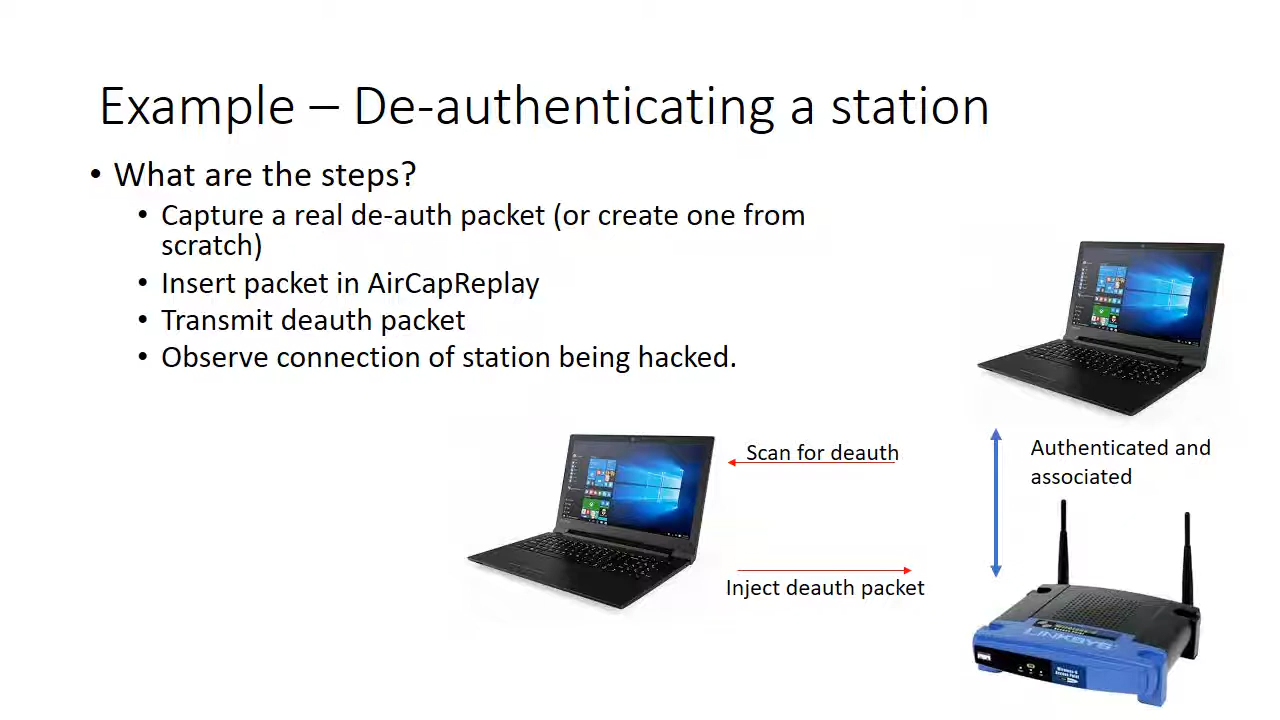 Example – De-authenticating a station
• What are the steps?
• Capture a real de-auth packet (or create one from
scratch)
• Insert packet in AirCapReplay
• Transmit deauth packet
• Observe connection of station being hacked.
Scan for deauth
Authenticated and
associated
Inject deauth packet
LINKSYS